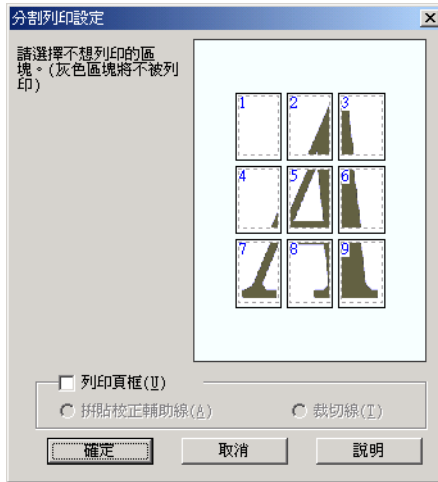 分割列印設定
請選擇不想列印的區
塊。(灰色區塊將不被列
印)
1 2 3
4 5 6
7 8 9
列印頁框(U)
拼貼校正輔助線(A) 裁切線(T)
確定 取消 說明